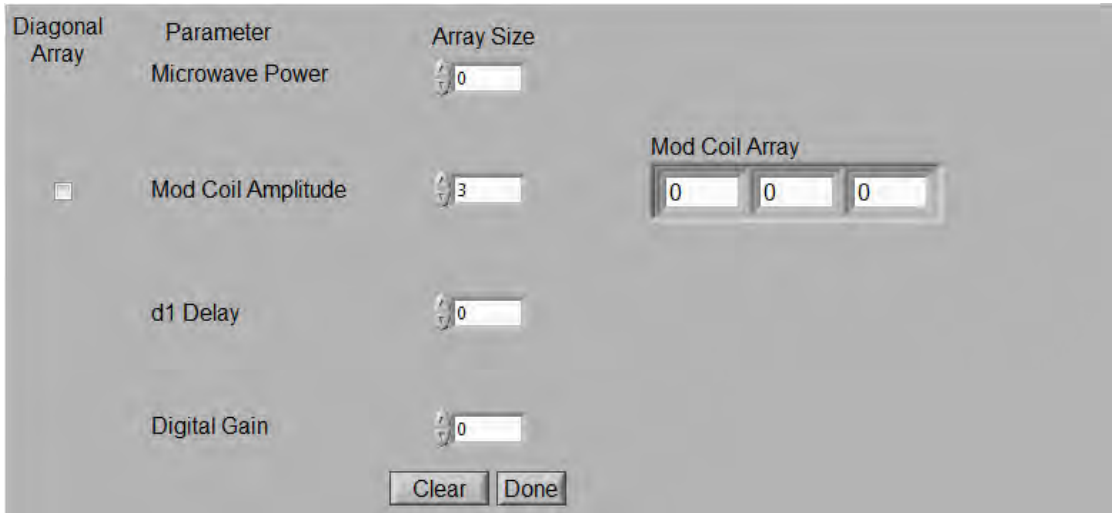 Diagonal Array
Parameter
Array Size
Microwave Power
0
Mod Coil Array
Mod Coil Amplitude
3
0 0 0
d1 Delay
0
Digital Gain
0
Clear
Done